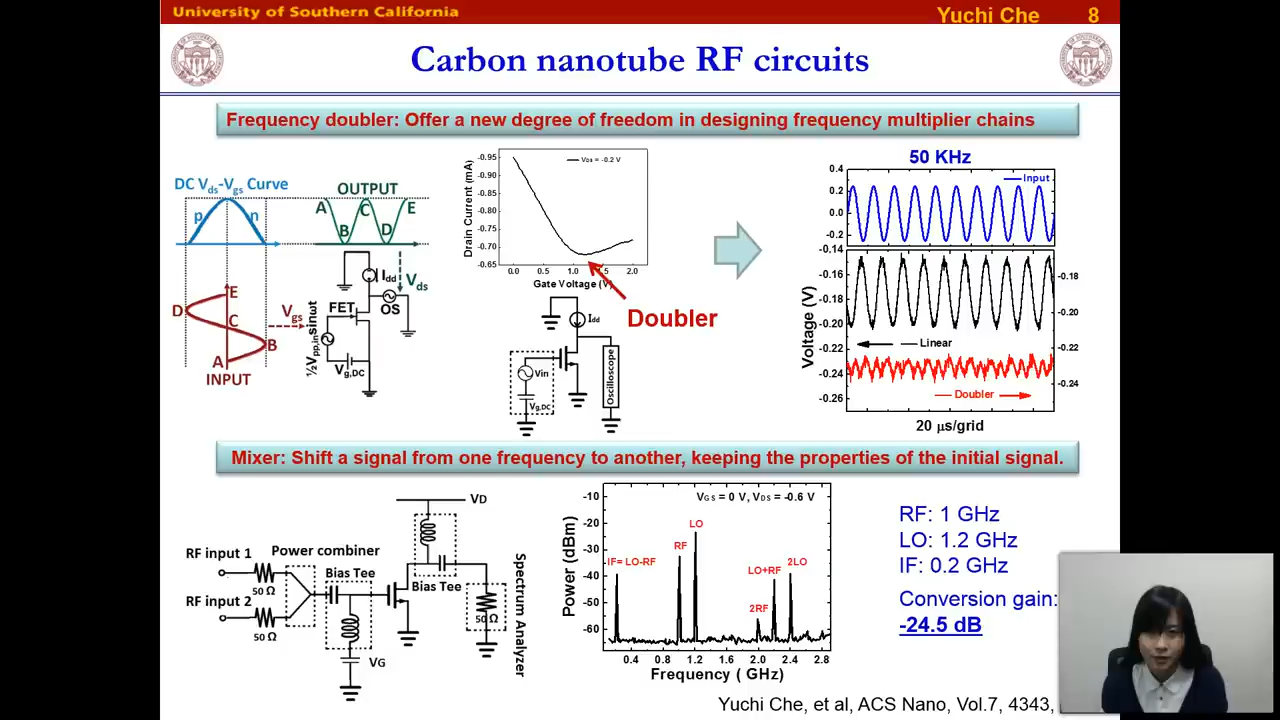 University of Southern California
Yuchi Che 8
Carbon nanotube RF circuits
Frequency doubler: Offer a new degree of freedom in designing frequency multiplier chains
DC Vds-Vgs Curve
p
n
OUTPUT
A
C
E
B
D
Idd
Vds
E
D
C
Vgs
B
A
INPUT
FET
OS
½Vpp,insinωt
Vg,DC
VDS = -0.2 V
Drain Current (mA)
-0.95
-0.90
-0.85
-0.80
-0.75
-0.70
-0.65
0.0 0.5 1.0 1.5 2.0
Gate Voltage (V)
Doubler
Idd
Vin
Vg,DC
Oscilloscope
50 KHz
0.4
0.2
0.0
-0.2
Input
Voltage (V)
-0.14
-0.16
-0.18
-0.20
-0.22
-0.24
-0.26
-0.18
-0.20
-0.22
-0.24
Linear
Doubler
20 μs/grid
Mixer: Shift a signal from one frequency to another, keeping the properties of the initial signal.
RF input 1
RF input 2
50 Ω
50 Ω
Power combiner
Bias Tee
VG
VD
Bias Tee
50 Ω
Spectrum Analyzer
VGS = 0 V, VDS = -0.6 V
Power (dBm)
-10
-20
-30
-40
-50
-60
IF= LO-RF
RF
LO
2RF
LO+RF
2LO
0.4 0.8 1.2 1.6 2.0 2.4 2.8
Frequency ( GHz)
RF: 1 GHz
LO: 1.2 GHz
IF: 0.2 GHz
Conversion gain:
-24.5 dB
Yuchi Che, et al, ACS Nano, Vol.7, 4343,